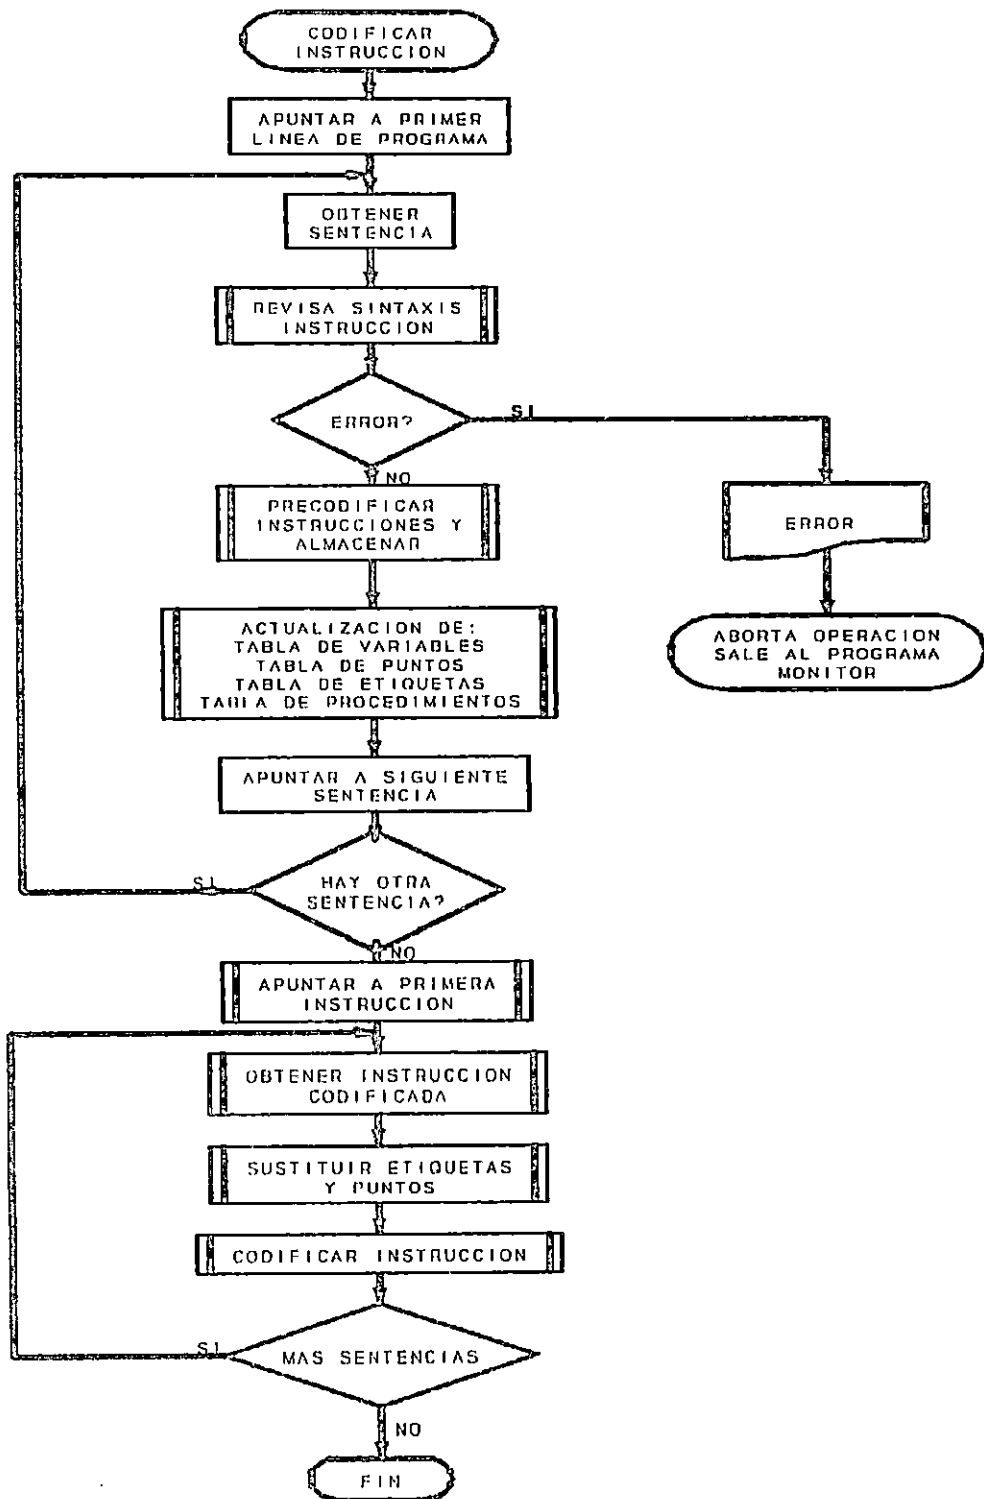 CODIFICAR
INSTRUCCION
APUNTAR A PRIMER
LINEA DE PROGRAMA
OBTENER
SENTENCIA
REVISA SINTAXIS
INSTRUCCION
ERROR?
SI
NO
PRECODIFICAR
INSTRUCCIONES Y
ALMACENAR
ERROR
ACTUALIZACION DE:
TABLA DE VARIABLES
TABLA DE PUNTOS
TABLA DE ETIQUETAS
TABLA DE PROCEDIMIENTOS
ABORTA OPERACION
SALE AL PROGRAMA
MONITOR
APUNTAR A SIGUIENTE
SENTENCIA
HAY OTRA
SENTENCIA?
SI
NO
APUNTAR A PRIMERA
INSTRUCCION
OBTENER INSTRUCCION
CODIFICADA
SUSTITUIR ETIQUETAS
Y PUNTOS
CODIFICAR INSTRUCCION
MAS SENTENCIAS
SI
NO
FIN